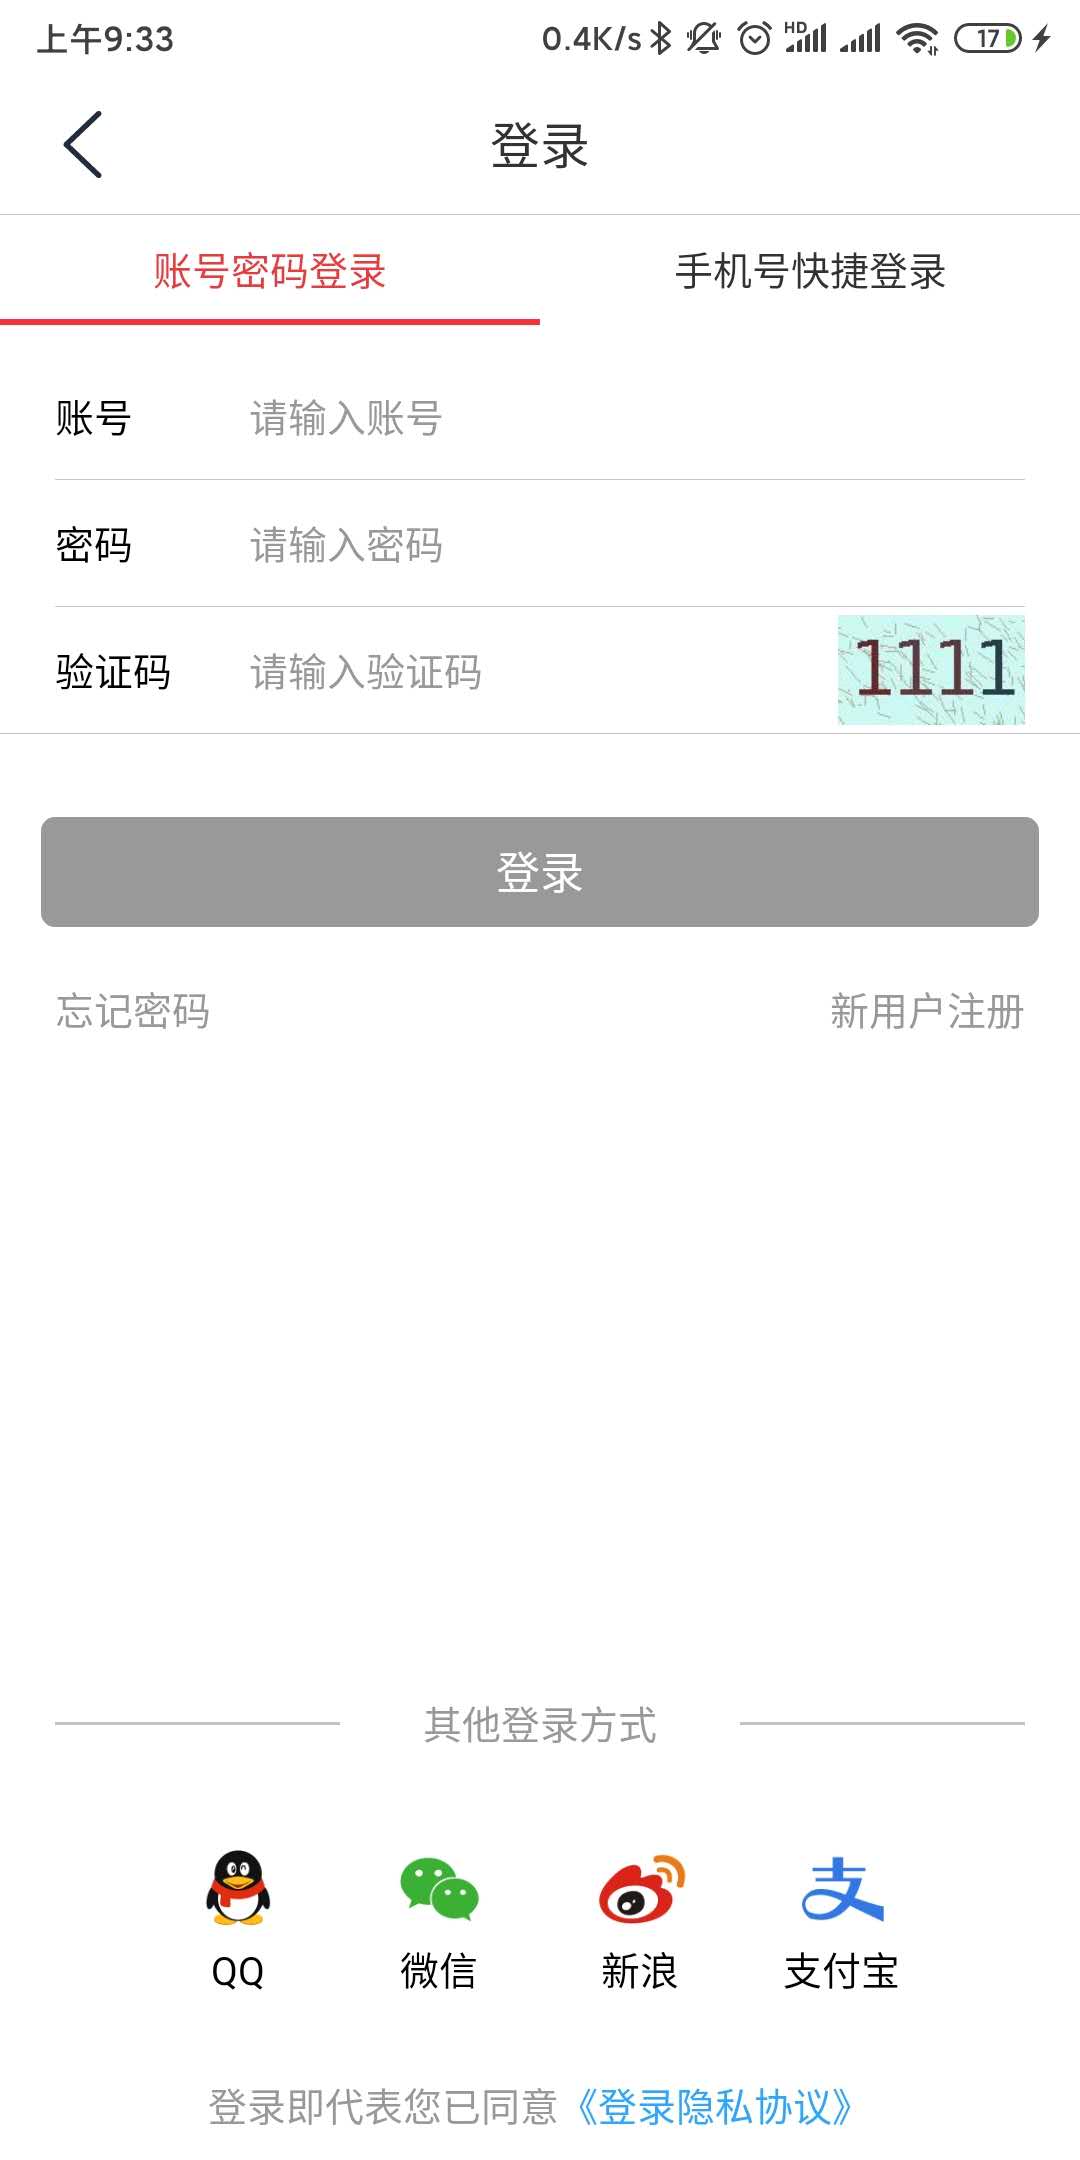 上午9:33 0.4K/s HD 17
登录
账号密码登录 手机号快捷登录
账号 请输入账号
密码 请输入密码
验证码 请输入验证码 1111
登录
忘记密码 新用户注册
其他登录方式
QQ 微信 新浪 支付宝
登录即代表您已同意《登录隐私协议》